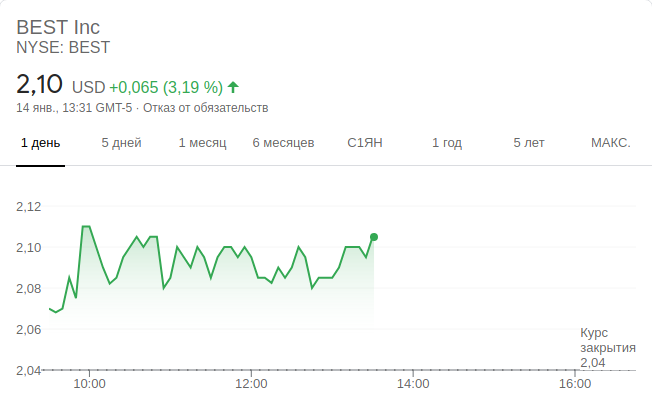 BEST Inc
NYSE: BEST
2,10 USD +0,065 (3,19 %)
14 янв., 13:31 GMT-5 · Отказ от обязательств
1 день 5 дней 1 месяц 6 месяцев С1ЯН 1 год 5 лет МАКС.
2,12
2,10
2,08
2,06
Курс
закрытия
2,04
2,04
10:00 12:00 14:00 16:00